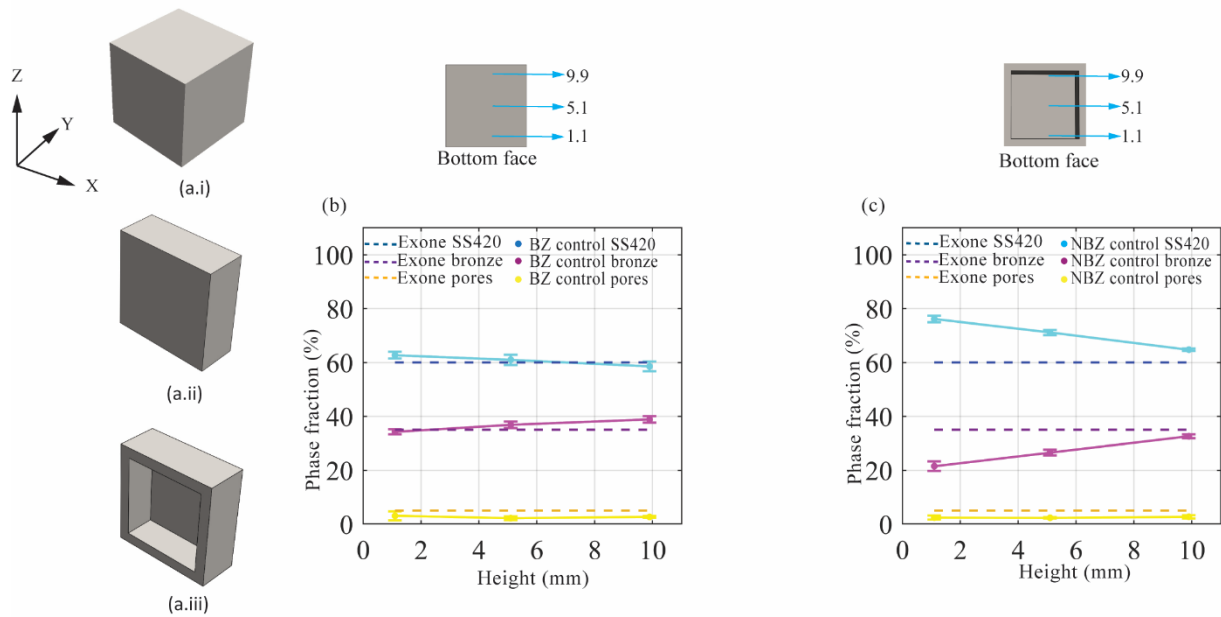 Z
Y
X
(a.i)
(a.ii)
(a.iii)
9.9
5.1
1.1
Bottom face
(b)
Exone SS420 BZ control SS420
Exone bronze BZ control bronze
Exone pores BZ control pores
Phase fraction (%)
100
80
60
40
20
0
0 2 4 6 8 10
Height (mm)
9.9
5.1
1.1
Bottom face
(c)
Exone SS420 NBZ control SS420
Exone bronze NBZ control bronze
Exone pores NBZ control pores
Phase fraction (%)
100
80
60
40
20
0
0 2 4 6 8 10
Height (mm)